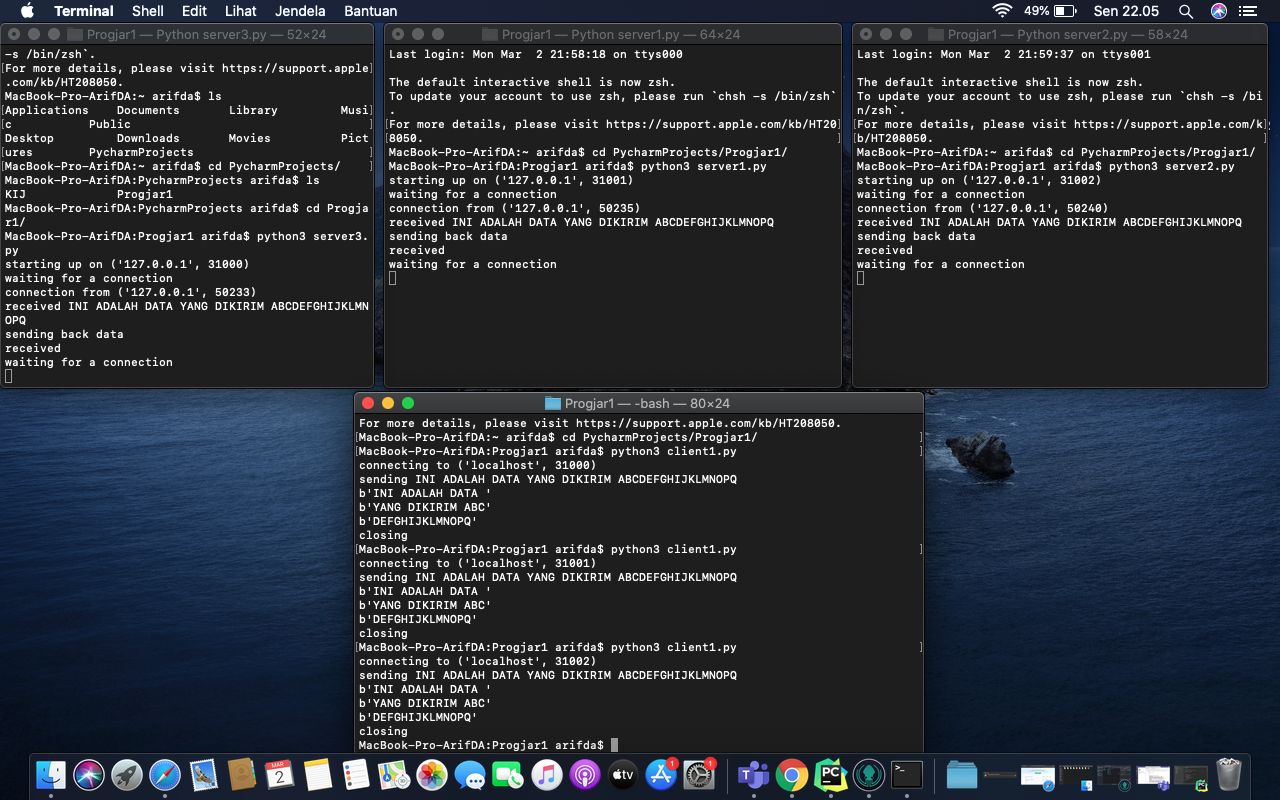 Terminal Shell Edit Lihat Jendela Bantuan 49% Sen 22.05
Progjar1 — Python server3.py — 52×24
-s /bin/zsh`.
[For more details, please visit https://support.apple]
.com/kb/HT208050.
MacBook-Pro-ArifDA:~ arifda$ ls
[Applications Documents Library Musi]
[c Public ]
Desktop Downloads Movies Pict
[ures PycharmProjects ]
[MacBook-Pro-ArifDA:~ arifda$ cd PycharmProjects/ ]
MacBook-Pro-ArifDA:PycharmProjects arifda$ ls
KIJ Progjar1
MacBook-Pro-ArifDA:PycharmProjects arifda$ cd Progja
r1/
MacBook-Pro-ArifDA:Progjar1 arifda$ python3 server3.
py
starting up on ('127.0.0.1', 31000)
waiting for a connection
connection from ('127.0.0.1', 50233)
received INI ADALAH DATA YANG DIKIRIM ABCDEFGHIJKLMN
OPQ
sending back data
received
waiting for a connection
Progjar1 — Python server1.py — 64×24
Last login: Mon Mar  2 21:58:18 on ttys000
The default interactive shell is now zsh.
To update your account to use zsh, please run `chsh -s /bin/zsh`
.
[For more details, please visit https://support.apple.com/kb/HT20]
8050.
MacBook-Pro-ArifDA:~ arifda$ cd PycharmProjects/Progjar1/
MacBook-Pro-ArifDA:Progjar1 arifda$ python3 server1.py
starting up on ('127.0.0.1', 31001)
waiting for a connection
connection from ('127.0.0.1', 50235)
received INI ADALAH DATA YANG DIKIRIM ABCDEFGHIJKLMNOPQ
sending back data
received
waiting for a connection
Progjar1 — Python server2.py — 58×24
Last login: Mon Mar  2 21:59:37 on ttys001
The default interactive shell is now zsh.
To update your account to use zsh, please run `chsh -s /bi
n/zsh`.
[For more details, please visit https://support.apple.com/k]
[b/HT208050. ]
MacBook-Pro-ArifDA:~ arifda$ cd PycharmProjects/Progjar1/
MacBook-Pro-ArifDA:Progjar1 arifda$ python3 server2.py
starting up on ('127.0.0.1', 31002)
waiting for a connection
connection from ('127.0.0.1', 50240)
received INI ADALAH DATA YANG DIKIRIM ABCDEFGHIJKLMNOPQ
sending back data
received
waiting for a connection
Progjar1 — -bash — 80×24
For more details, please visit https://support.apple.com/kb/HT208050.
[MacBook-Pro-ArifDA:~ arifda$ cd PycharmProjects/Progjar1/ ]
[MacBook-Pro-ArifDA:Progjar1 arifda$ python3 client1.py ]
connecting to ('localhost', 31000)
sending INI ADALAH DATA YANG DIKIRIM ABCDEFGHIJKLMNOPQ
b'INI ADALAH DATA '
b'YANG DIKIRIM ABC'
b'DEFGHIJKLMNOPQ'
closing
[MacBook-Pro-ArifDA:Progjar1 arifda$ python3 client1.py ]
connecting to ('localhost', 31001)
sending INI ADALAH DATA YANG DIKIRIM ABCDEFGHIJKLMNOPQ
b'INI ADALAH DATA '
b'YANG DIKIRIM ABC'
b'DEFGHIJKLMNOPQ'
closing
[MacBook-Pro-ArifDA:Progjar1 arifda$ python3 client1.py ]
connecting to ('localhost', 31002)
sending INI ADALAH DATA YANG DIKIRIM ABCDEFGHIJKLMNOPQ
b'INI ADALAH DATA '
b'YANG DIKIRIM ABC'
b'DEFGHIJKLMNOPQ'
closing
MacBook-Pro-ArifDA:Progjar1 arifda$
MAR
2
tv
1
1
PC
>_